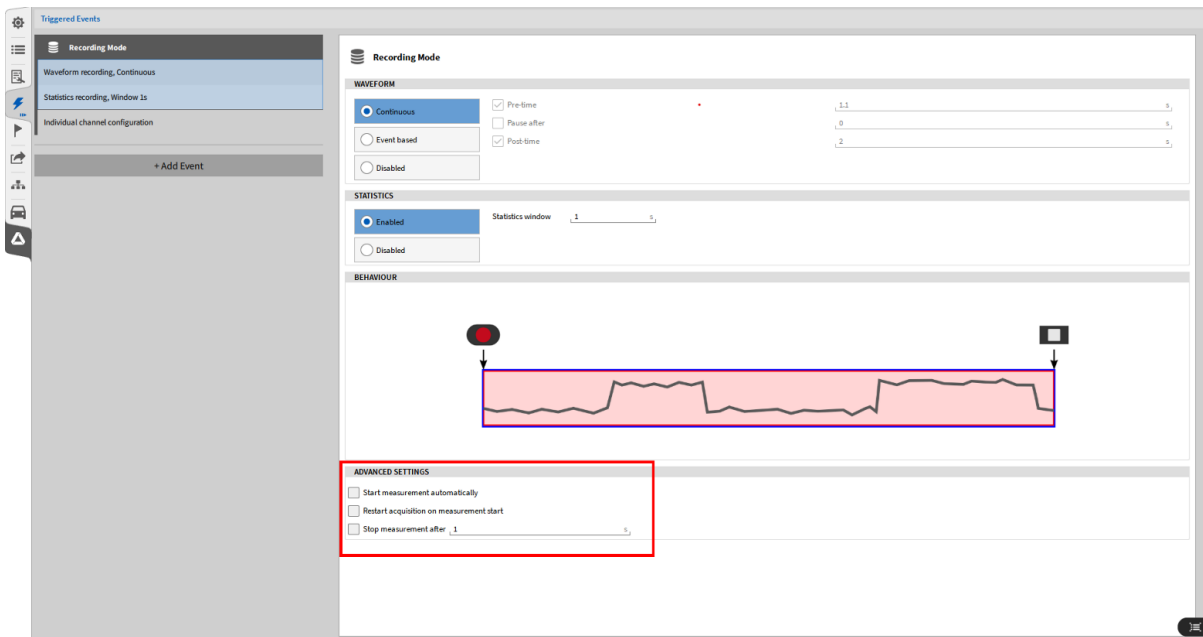 Triggered Events
Recording Mode
Waveform recording, Continuous
Statistics recording, Window 1s
Individual channel configuration
+ Add Event
Recording Mode
WAVEFORM
Continuous
Event based
Disabled
Pre-time 1.1 s
Pause after 0 s
Post-time 2 s
STATISTICS
Enabled
Disabled
Statistics window 1 s
BEHAVIOUR
ADVANCED SETTINGS
Start measurement automatically
Restart acquisition on measurement start
Stop measurement after 1 s